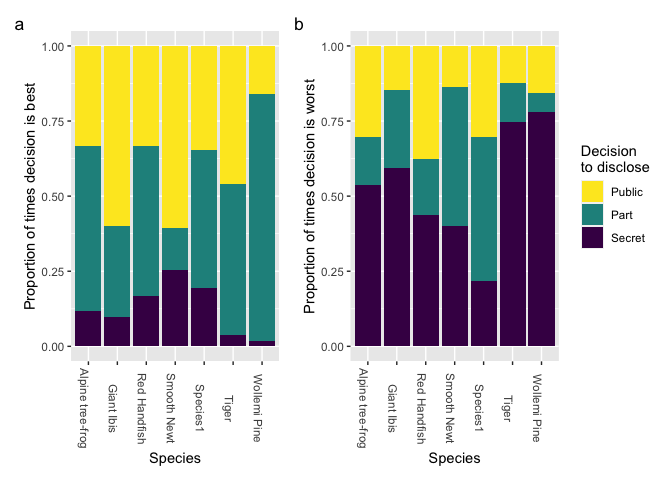 a
Proportion of times decision is best
1.00
0.75
0.50
0.25
0.00
Alpine tree-frog
Giant Ibis
Red Handfish
Smooth Newt
Species1
Tiger
Wollemi Pine
Species
b
Proportion of times decision is worst
1.00
0.75
0.50
0.25
0.00
Alpine tree-frog
Giant Ibis
Red Handfish
Smooth Newt
Species1
Tiger
Wollemi Pine
Species
Decision
to disclose
Public
Part
Secret